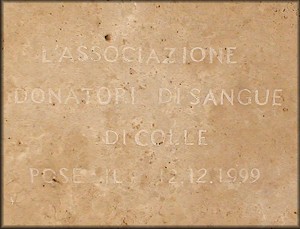 L'ASSOCIAZIONE
DONATORI DI SANGUE
DI COLLE
POSE IL 12.12.1999